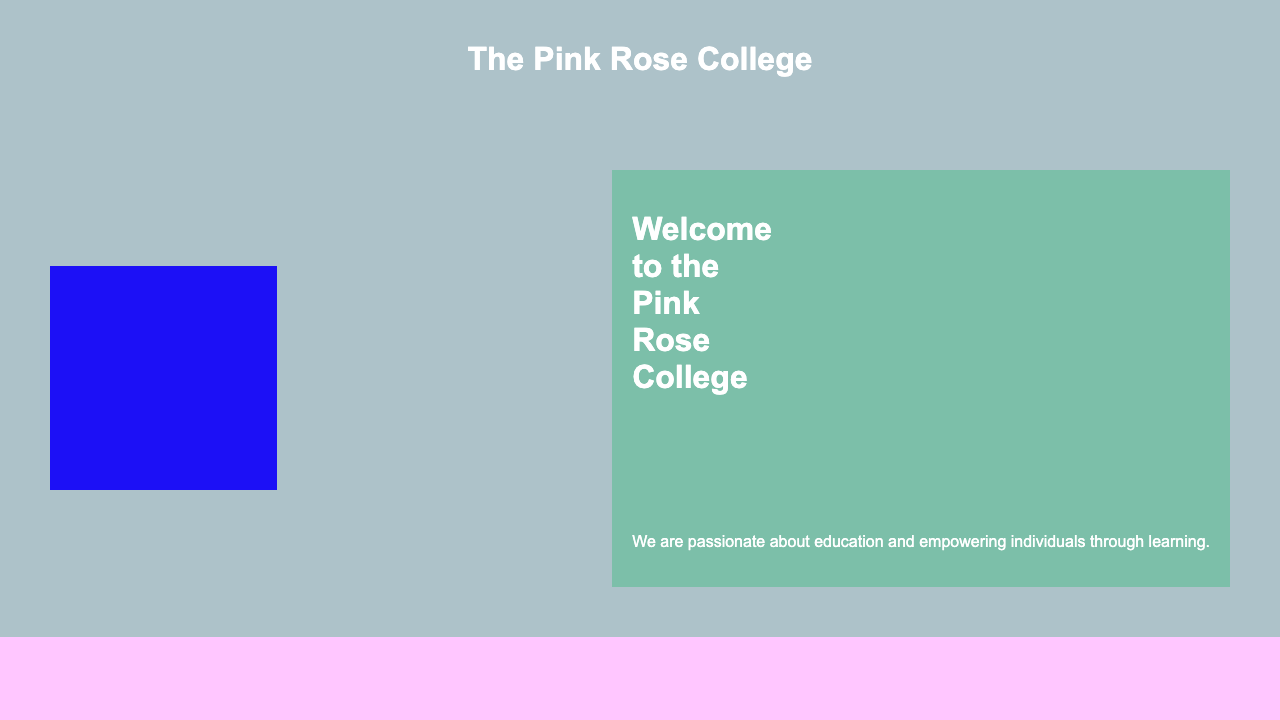 The Pink Rose College
Welcome
to the
Pink
Rose
College
We are passionate about education and empowering individuals through learning.